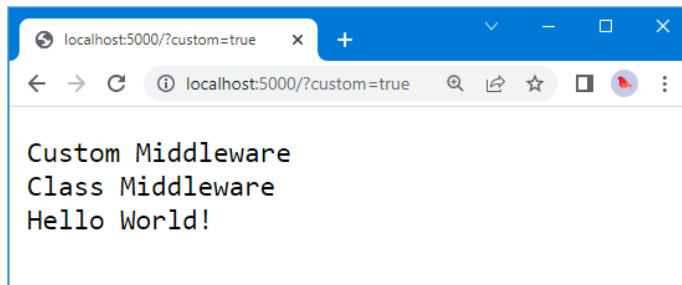 localhost:5000/?custom=true
localhost:5000/?custom=true
Custom Middleware
Class Middleware
Hello World!